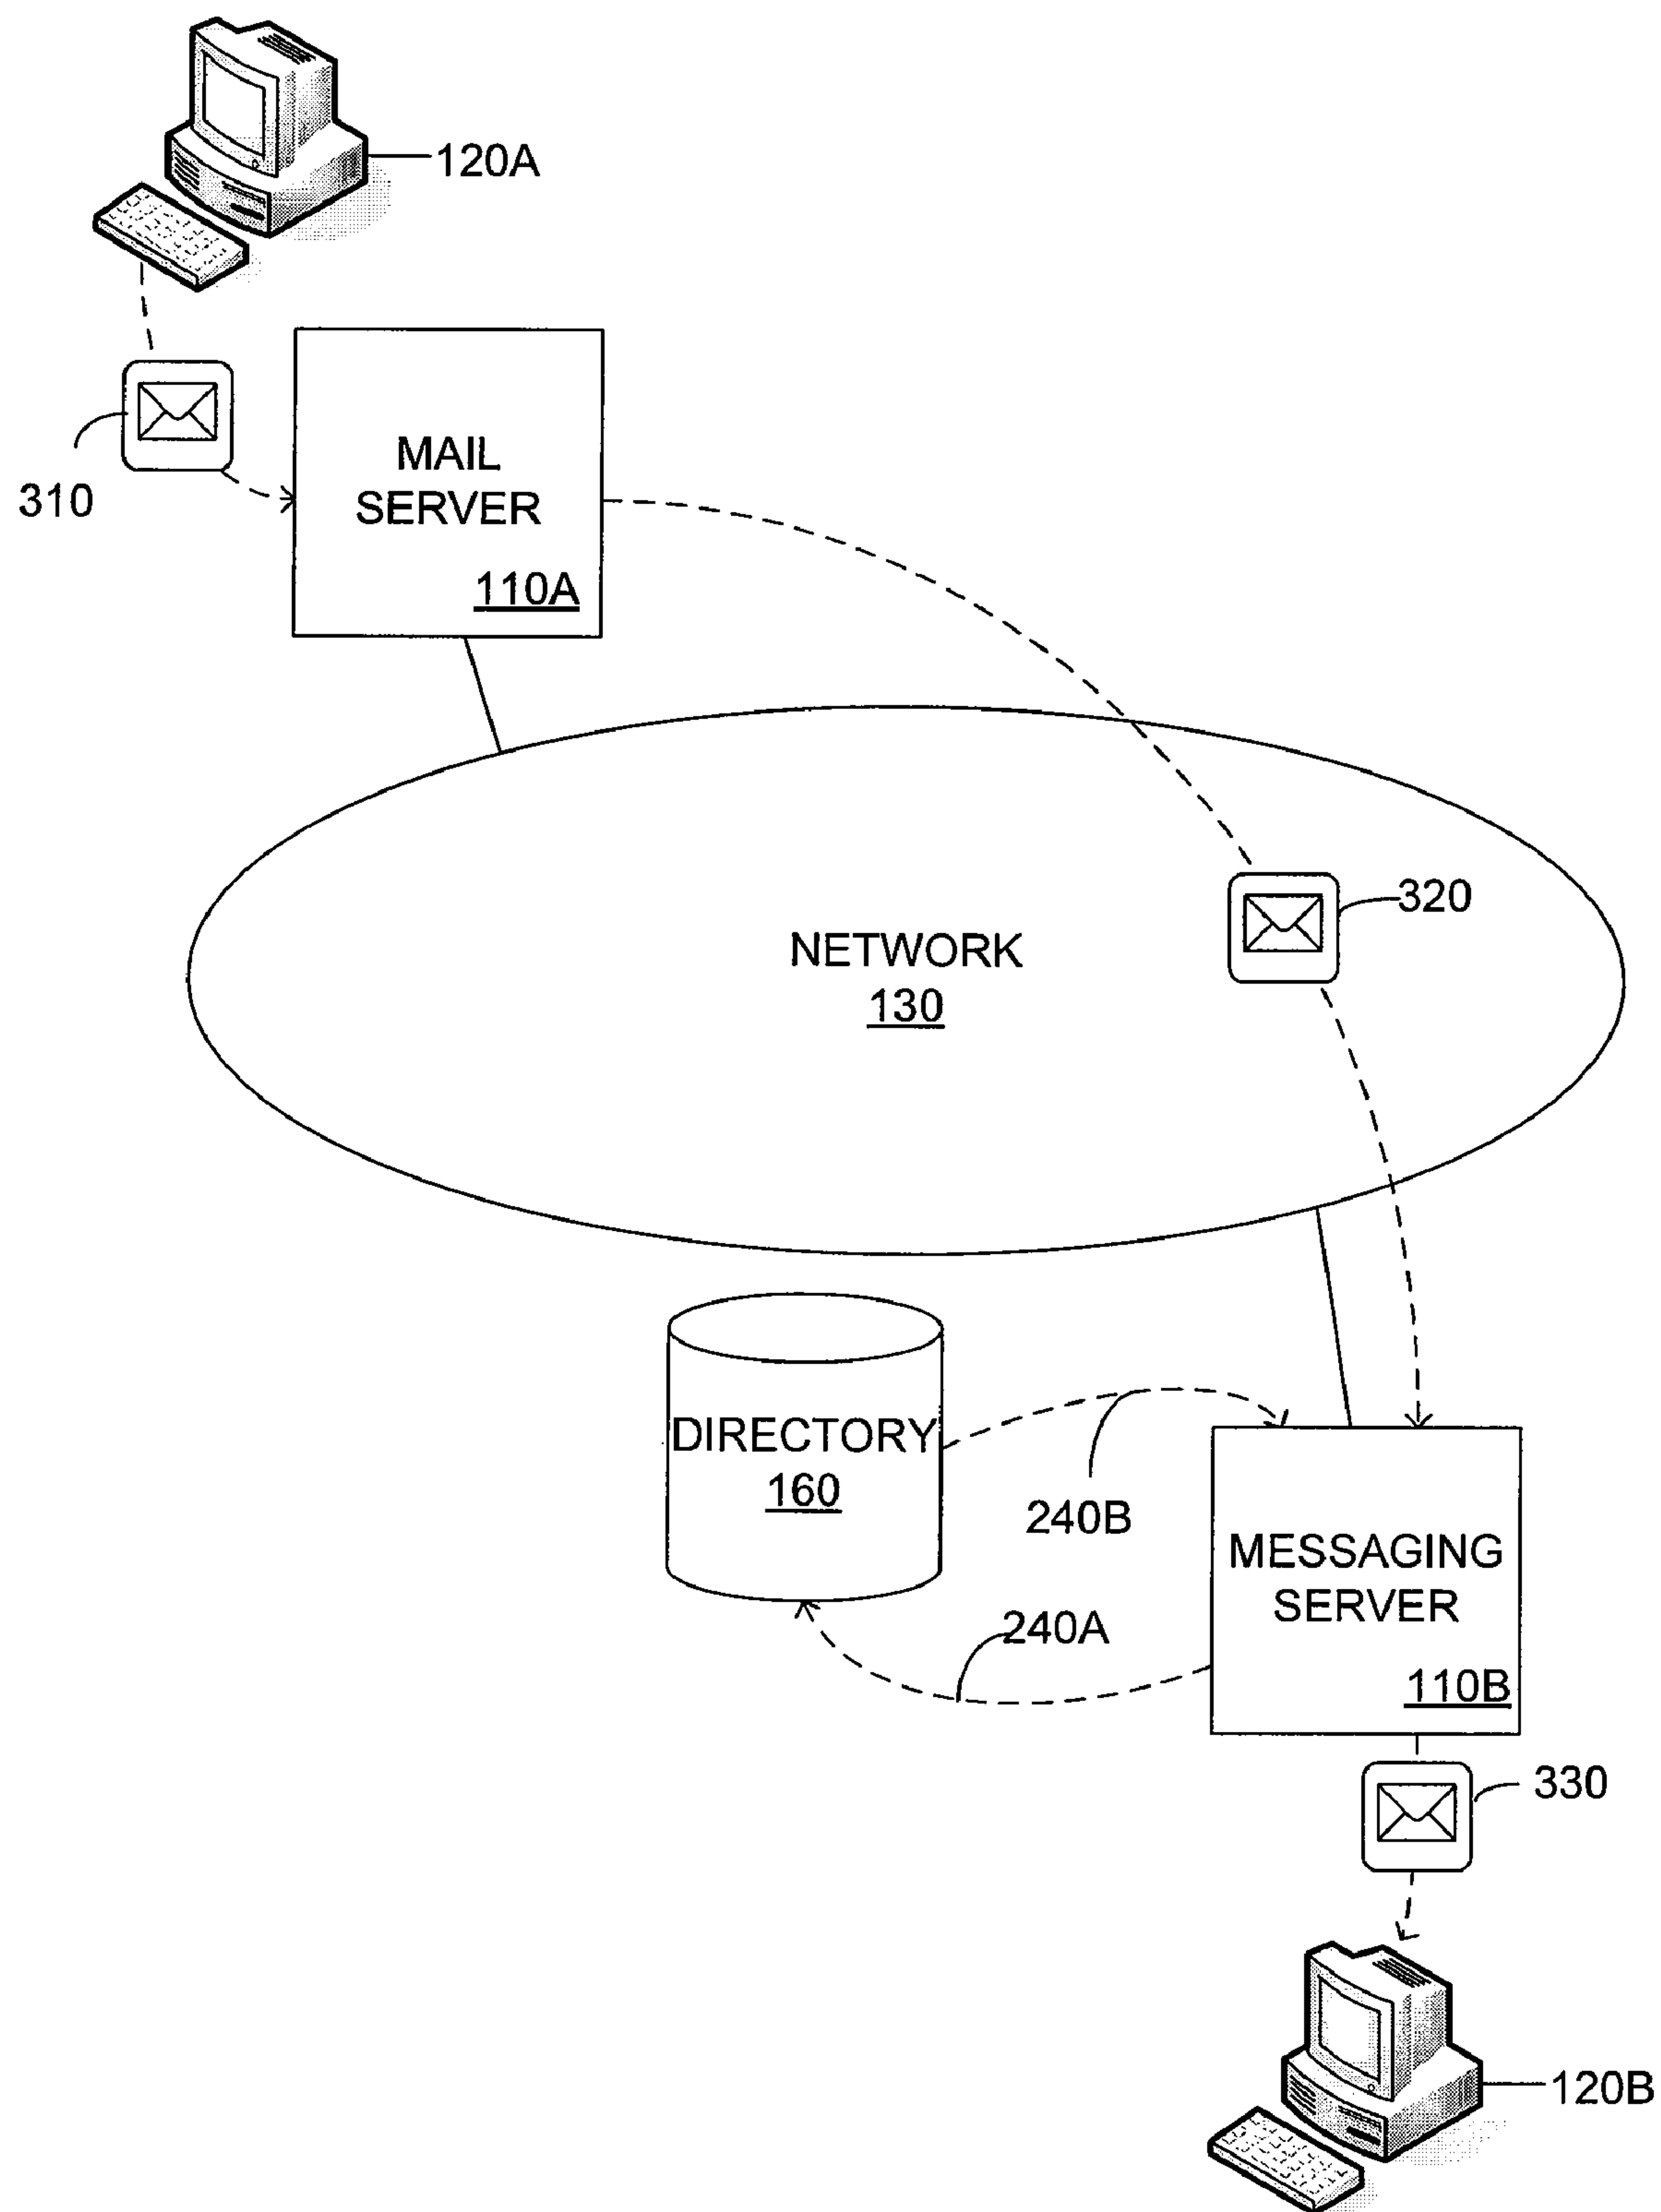 120A
310
MAIL
SERVER
110A
320
NETWORK
130
DIRECTORY
160
240B
240A
MESSAGING
SERVER
110B
330
120B